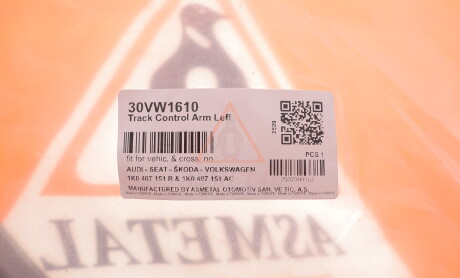 30VW1610
Track Control Arm Left
fit for vehic. & cross. no
AUDI - SEAT - ŠKODA - VOLKSWAGEN
1K0 407 151 R & 1K0 407 151 AC
MANUFACTURED BY ASMETAL OTOMOTİV SAN. VE TİC. A.S.
2529
PCS 1
ASMETAL